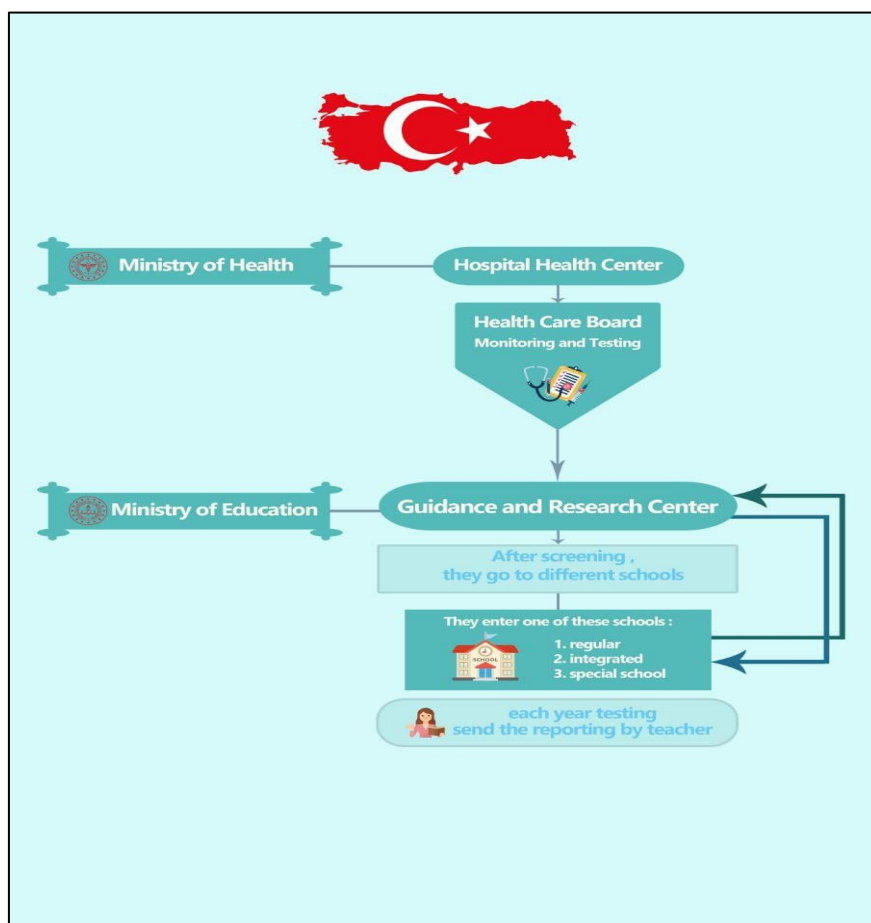 Ministry of Health
Hospital Health Center
Health Care Board
Monitoring and Testing
Ministry of Education
Guidance and Research Center
After screening ,
they go to different schools
They enter one of these schools :
SCHOOL
1. regular
2. integrated
3. special school
each year testing
send the reporting by teacher